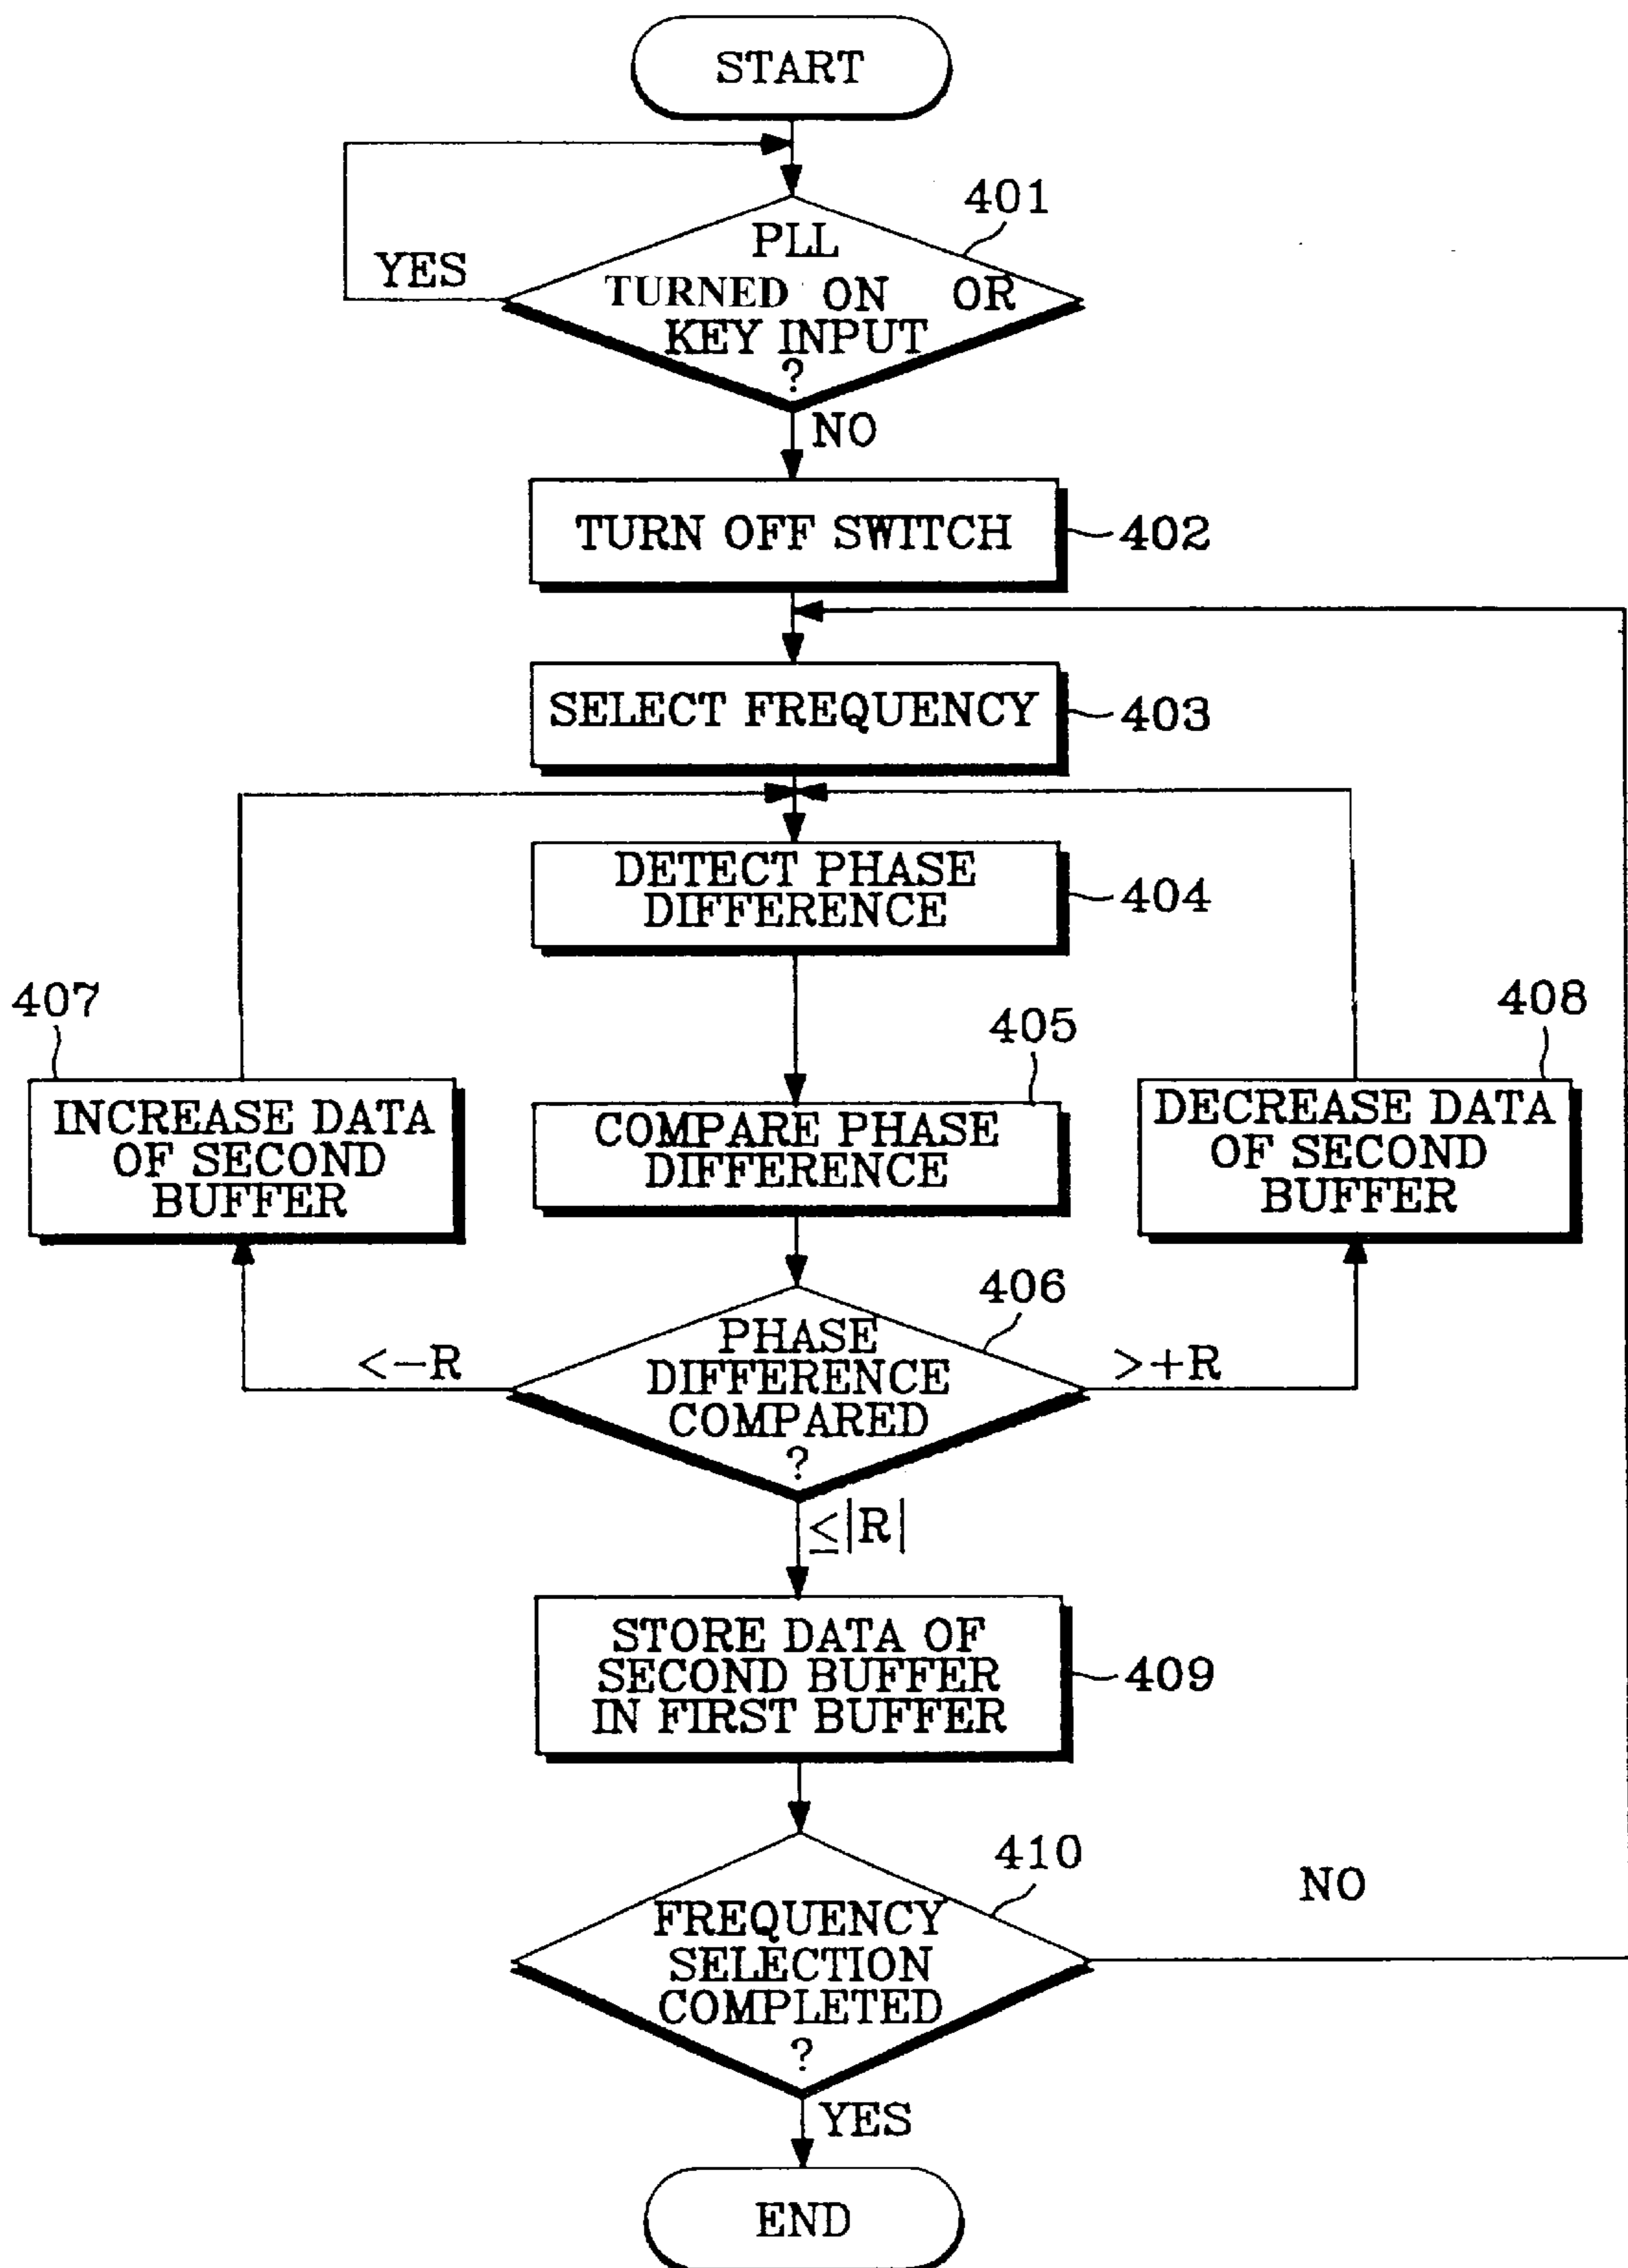 START
401
PLL
TURNED ON OR
KEY INPUT
?
YES
NO
TURN OFF SWITCH
402
SELECT FREQUENCY
403
DETECT PHASE
DIFFERENCE
404
407
INCREASE DATA
OF SECOND
BUFFER
405
COMPARE PHASE
DIFFERENCE
408
DECREASE DATA
OF SECOND
BUFFER
406
PHASE
DIFFERENCE
COMPARED
?
<-R
>+R
≤|R|
STORE DATA OF
SECOND BUFFER
IN FIRST BUFFER
409
410
FREQUENCY
SELECTION
COMPLETED
?
NO
YES
END